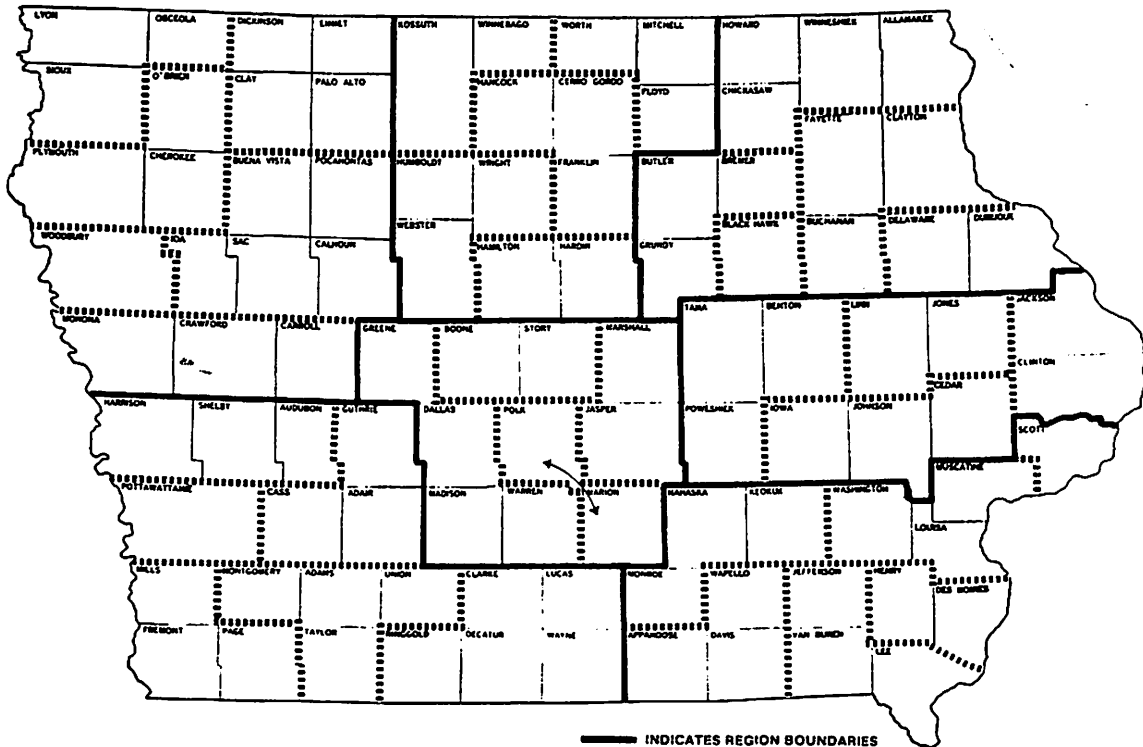 LYON OSCEOLA DICKINSON EMMET KOSSUTH WINNEBAGO WORTH MITCHELL HOWARD WINNESHIEK ALLAMAKEE
SIOUX O'BRIEN CLAY PALO ALTO HANCOCK CERRO GORDO FLOYD CHICKASAW
FAYETTE CLAYTON
PLYMOUTH CHEROKEE BUENA VISTA POCAHONTAS HUMBOLDT WRIGHT FRANKLIN BUTLER BREMER
WOODBURY IDA SAC CALHOUN WEBSTER HAMILTON HARDIN GRUNDY BLACK HAWK BUCHANAN DELAWARE DUBUQUE
MONONA CRAWFORD CARROLL GREENE BOONE STORY MARSHALL TAMA BENTON LINN JONES JACKSON
CLINTON
CEDAR
HARRISON SHELBY AUDUBON GUTHRIE DALLAS POLK JASPER POWESHIEK IOWA JOHNSON
SCOTT
MUSCATINE
POTTAWATTAMIE CASS ADAIR MADISON WARREN MARION MAHASKA KEOKUK WASHINGTON
LOUISA
MILLS MONTGOMERY ADAMS UNION CLARKE LUCAS MONROE WAPELLO JEFFERSON HENRY
DES MOINES
FREMONT PAGE TAYLOR RINGGOLD DECATUR WAYNE APPANOOSE DAVIS VAN BUREN
LEE
INDICATES REGION BOUNDARIES